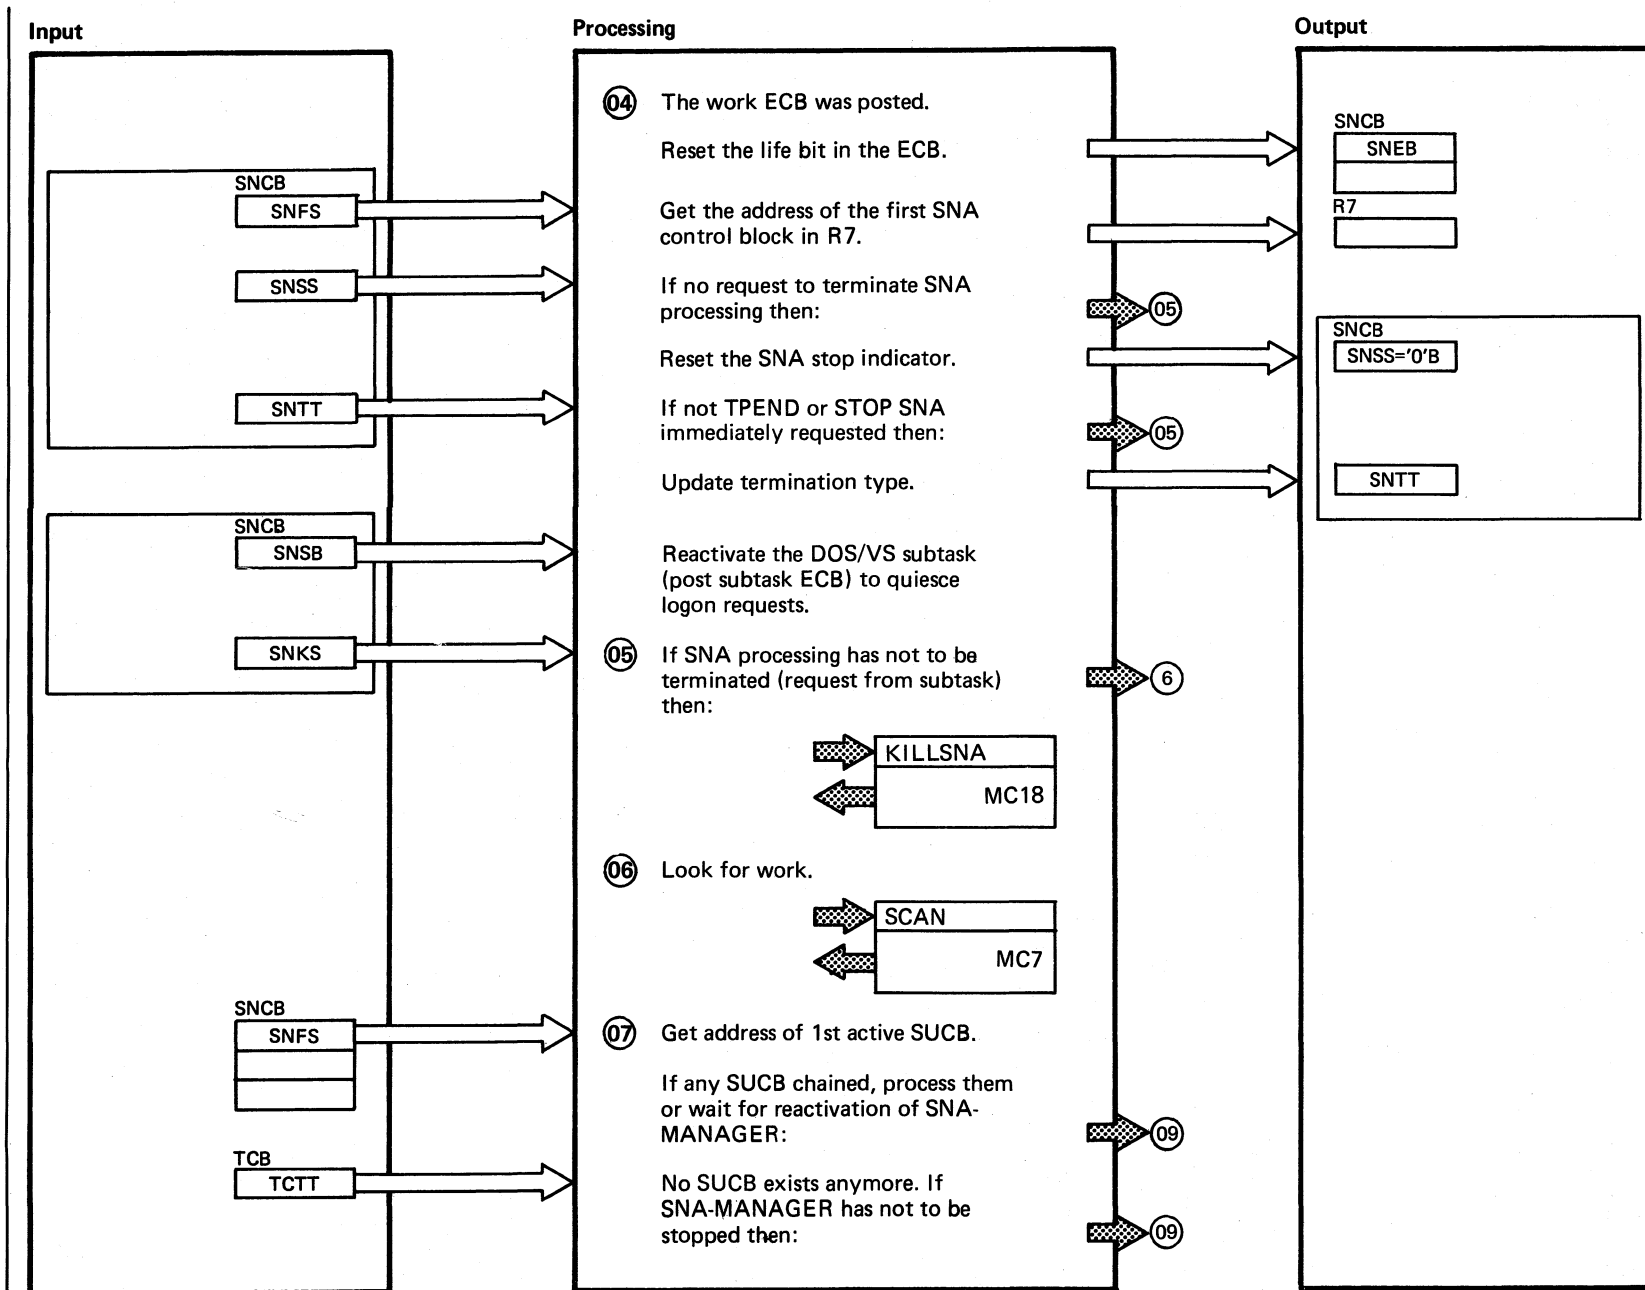 Input
Processing
Output
04 The work ECB was posted.
Reset the life bit in the ECB.
SNCB
SNEB
SNCB
SNFS
Get the address of the first SNA
control block in R7.
R7
SNSS
If no request to terminate SNA
processing then:
05
Reset the SNA stop indicator.
SNCB
SNSS='0'B
SNTT
If not TPEND or STOP SNA
immediately requested then:
05
Update termination type.
SNTT
SNCB
SNSB
Reactivate the DOS/VS subtask
(post subtask ECB) to quiesce
logon requests.
SNKS
05 If SNA processing has not to be
terminated (request from subtask)
then:
6
KILLSNA
MC18
06 Look for work.
SCAN
MC7
SNCB
SNFS
07 Get address of 1st active SUCB.
If any SUCB chained, process them
or wait for reactivation of SNA-
MANAGER:
09
TCB
TCTT
No SUCB exists anymore. If
SNA-MANAGER has not to be
stopped then:
09